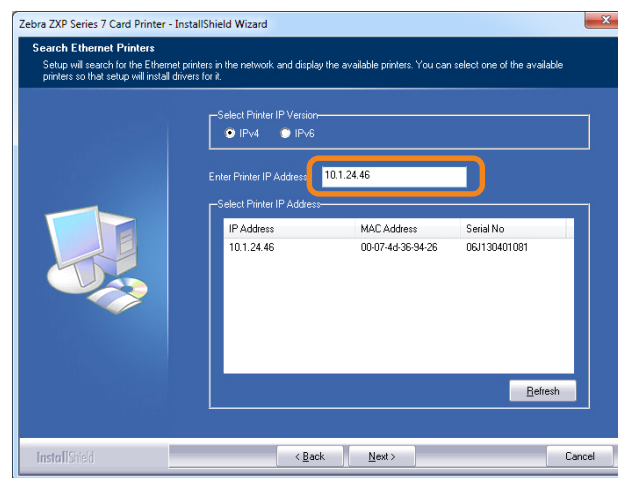 Zebra ZXP Series 7 Card Printer - InstallShield Wizard
Search Ethernet Printers
Setup will search for the Ethernet printers in the network and display the available printers. You can select one of the available
printers so that setup will install drivers for it.
Select Printer IP Version
IPv4 IPv6
Enter Printer IP Address 10.1.24.46
Select Printer IP Address
IP Address MAC Address Serial No
10.1.24.46 00-07-4d-36-94-26 06J130401081
Refresh
InstallShield < Back Next > Cancel